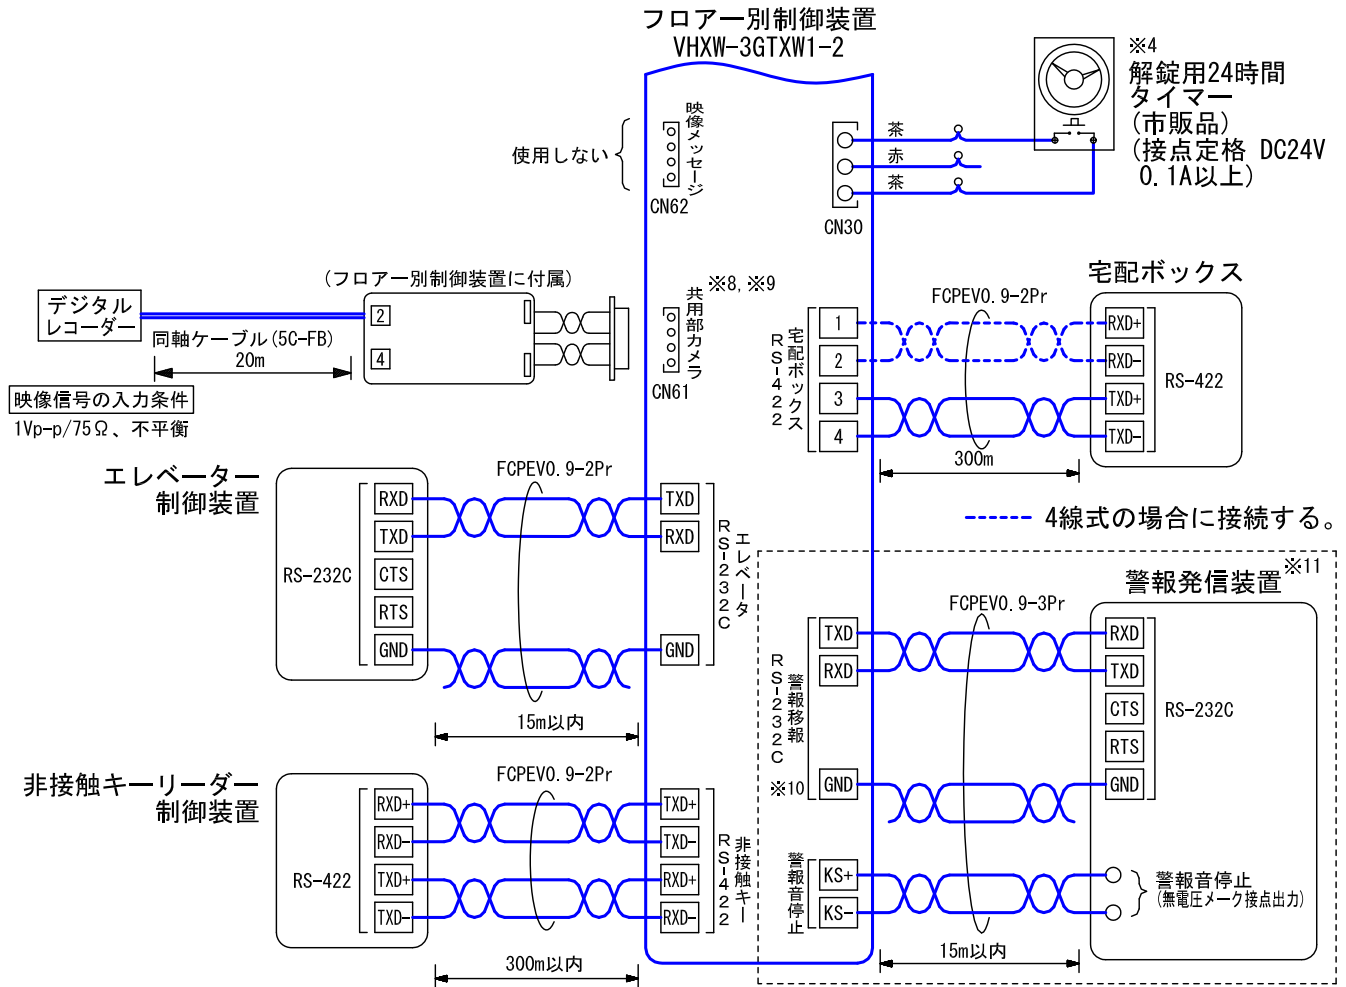 フロアー別制御装置
VHXW-3GTXW1-2
※4
解錠用24時間
タイマー
(市販品)
(接点定格 DC24V
0.1A以上)
使用しない
映像メッセージ
CN62
茶
赤
茶
CN30
(フロアー別制御装置に付属)
デジタル
レコーダー
2
4
同軸ケーブル(5C-FB)
20m
映像信号の入力条件
1Vp-p/75Ω、不平衡
※8, ※9
共用部カメラ
CN61
宅配ボックス
FCPEV0.9-2Pr
宅配ボックス
RS-422
1
2
3
4
RXD+
RXD-
TXD+
TXD-
RS-422
300m
4線式の場合に接続する。
エレベーター
制御装置
FCPEV0.9-2Pr
RS-232C
RXD
TXD
CTS
RTS
GND
TXD
RXD
GND
エレベータ
RS-232C
15m以内
※11
警報発信装置
FCPEV0.9-3Pr
警報移報
RS-232C
※10
TXD
RXD
GND
RXD
TXD
CTS
RTS
GND
RS-232C
警報音停止
KS+
KS-
警報音停止
(無電圧メーク接点出力)
15m以内
非接触キーリーダー
制御装置
FCPEV0.9-2Pr
RS-422
RXD+
RXD-
TXD+
TXD-
TXD+
TXD-
RXD+
RXD-
非接触キー
RS-422
300m以内